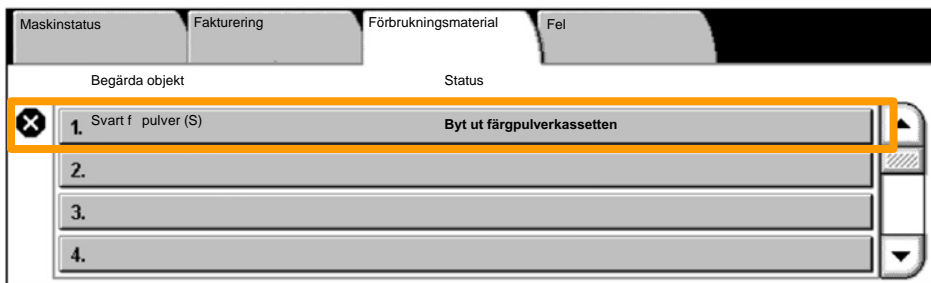 Maskinstatus Fakturering Förbrukningsmaterial Fel
Begärda objekt Status
1. Svart f pulver (S) Byt ut färgpulverkassetten
2.
3.
4.